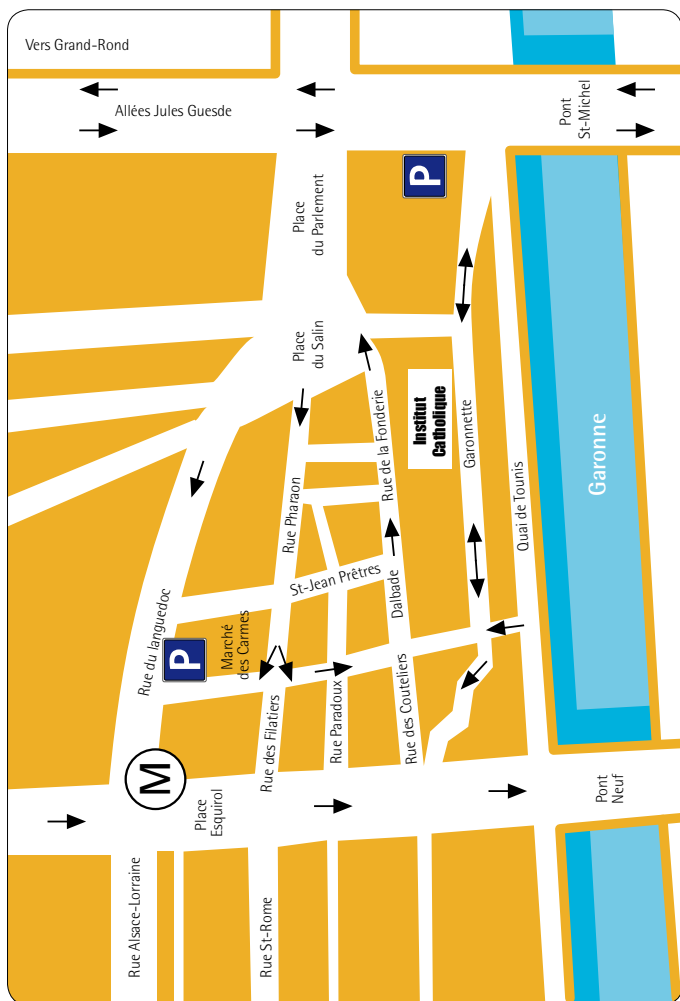 Vers Grand-Rond
Allées Jules Guesde
Pont
St-Michel
P
Place
du Parlement
Place
du Salin
Institut
Catholique
Garonnette
Rue de la Fonderie
Garonne
Quai de Tounis
Rue Pharaon
St-Jean Prêtres
Dalbade
Rue du languedoc
P
Marché
des Carmes
Rue des Filatiers
Rue Paradoux
Rue des Couteliers
M
Place
Esquirol
Pont
Neuf
Rue Alsace-Lorraine
Rue St-Rome